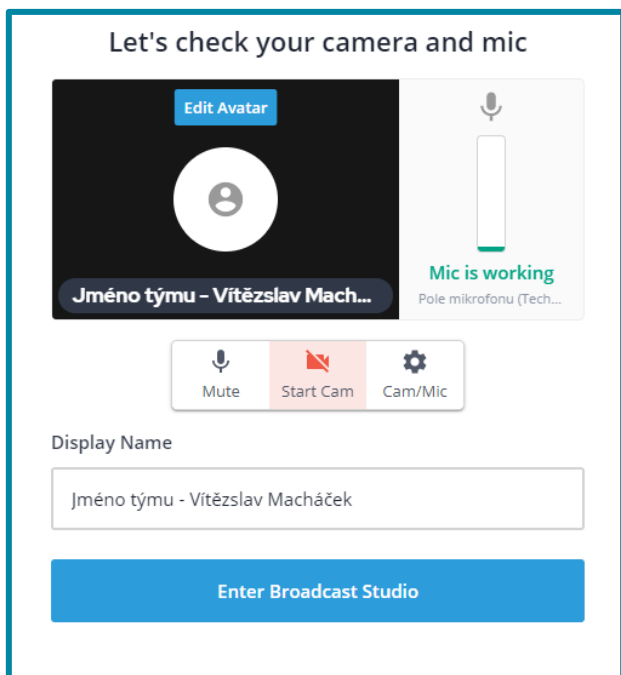 Let's check your camera and mic
Edit Avatar
Jméno týmu - Vítězslav Mach...
Mic is working
Pole mikrofonu (Tech...
Mute
Start Cam
Cam/Mic
Display Name
Jméno týmu - Vítězslav Macháček
Enter Broadcast Studio